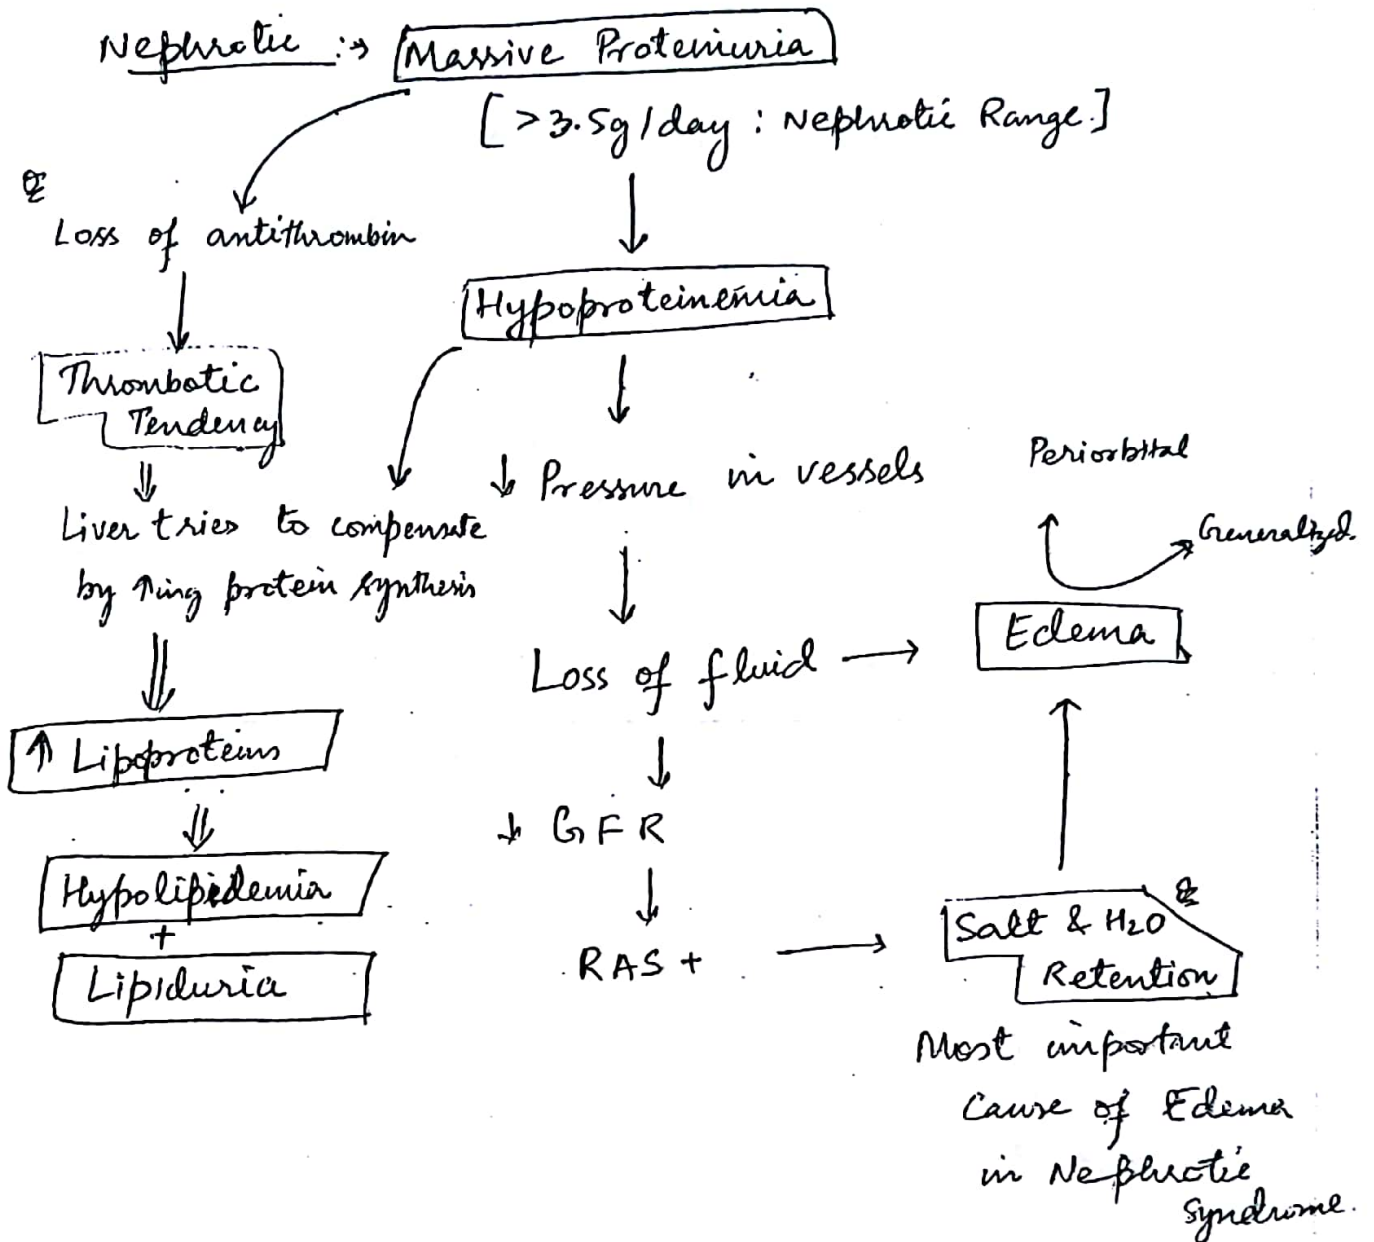 Nephrotic :→ Massive Proteinuria
[>3.5g/day : Nephrotic Range.]
Loss of antithrombin
Hypoproteinemia
Thrombotic
Tendency
↓ Pressure in vessels
Periorbital
Generalized.
Liver tries to compensate
by ↑ing protein synthesis
Edema
Loss of fluid →
↑ Lipoproteins
↓ GFR
Hypolipidemia
+
Lipiduria
RAS + →
Salt & H2O
Retention
Most important
Cause of Edema
in Nephrotic
Syndrome.